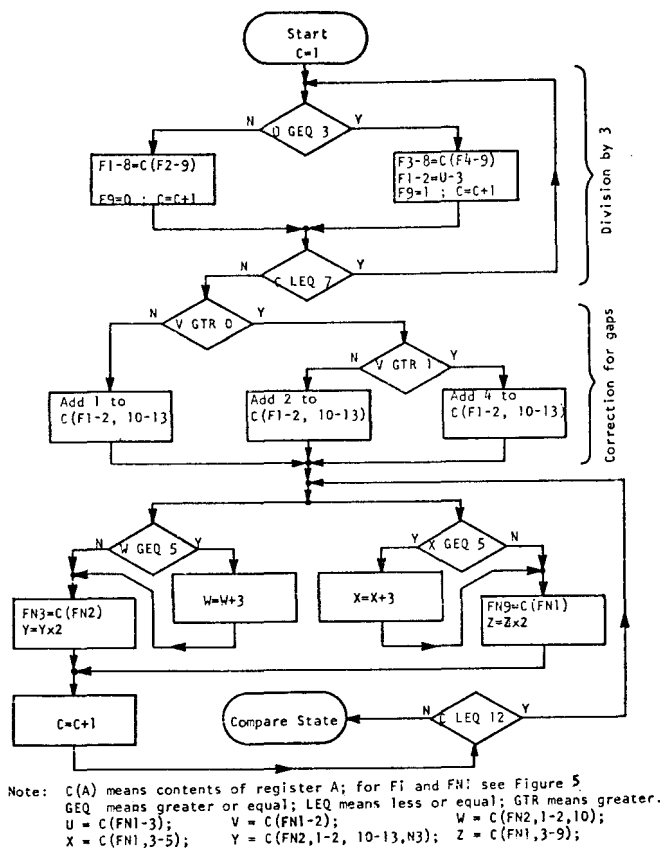 Start
C=1
N
U GEQ 3
Y
F1-8=C(F2-9)
F9=0 ; C=C+1
F3-8=C(F4-9)
F1-2=U-3
F9=1 ; C=C+1
Division by 3
N
C LEQ 7
Y
N
V GTR 0
Y
N
V GTR 1
Y
Add 1 to
C(F1-2, 10-13)
Add 2 to
C(F1-2, 10-13)
Add 4 to
C(F1-2, 10-13)
Correction for gaps
N
W GEQ 5
Y
Y
X GEQ 5
N
FN3=C(FN2)
Y=Yx2
W=W+3
X=X+3
FN9=C(FN1)
Z=Zx2
C=C+1
Compare State
N
C LEQ 12
Y
Note: C(A) means contents of register A; for Fi and FNi see Figure 5
GEQ means greater or equal; LEQ means less or equal; GTR means greater.
U = C(FN1-3); V = C(FN1-2); W = C(FN2,1-2,10);
X = C(FN1,3-5); Y = C(FN2,1-2, 10-13,N3); Z = C(FN1,3-9);